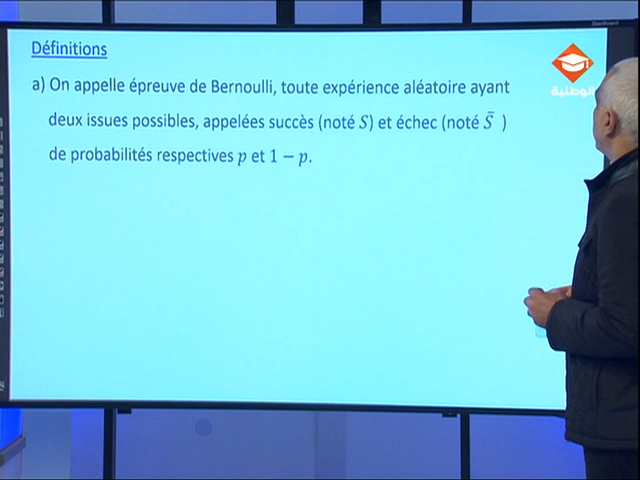 Définitions
a) On appelle épreuve de Bernoulli, toute expérience aléatoire ayant
deux issues possibles, appelées succès (noté S) et échec (noté S̄ )
de probabilités respectives p et 1 − p.
الوطنية